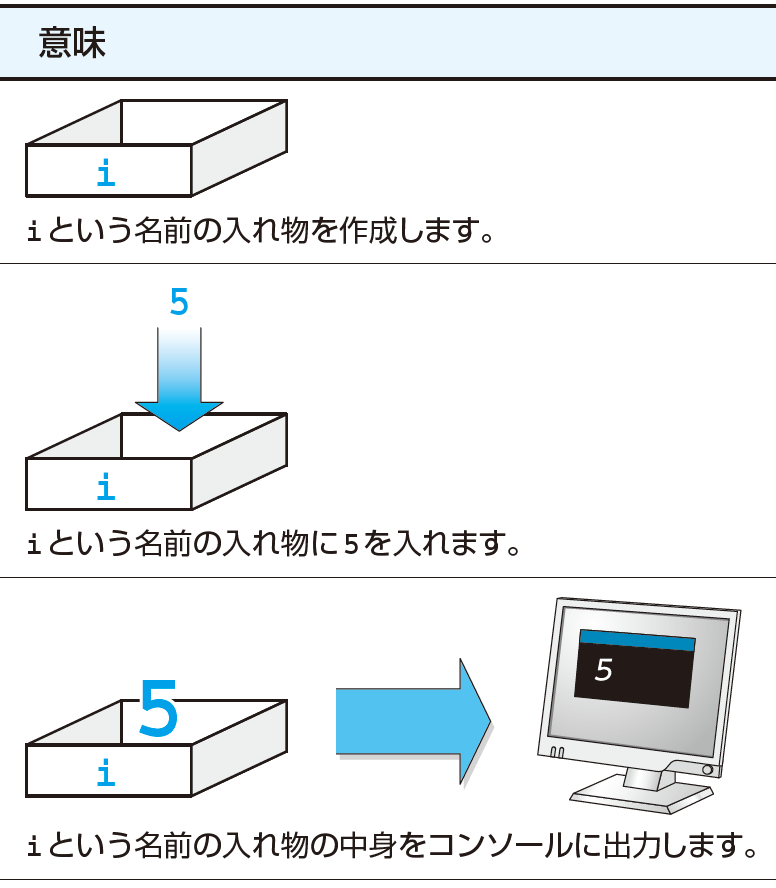 意味
i
iという名前の入れ物を作成します。
5
i
iという名前の入れ物に5を入れます。
5
i
5
iという名前の入れ物の中身をコンソールに出力します。